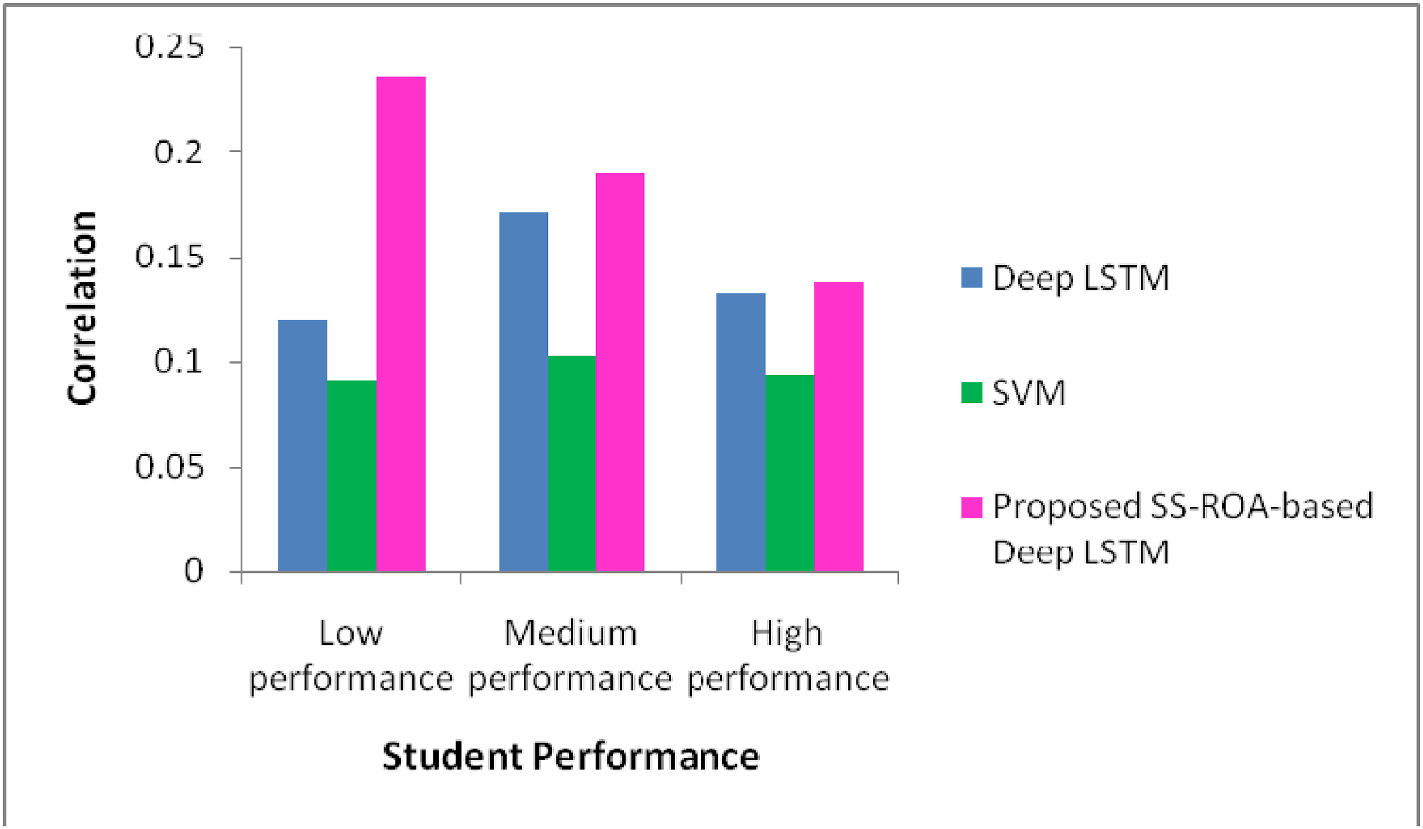 0.25
0.2
0.15
0.1
0.05
0
Correlation
Low
performance
Medium
performance
High
performance
Student Performance
Deep LSTM
SVM
Proposed SS-ROA-based
Deep LSTM